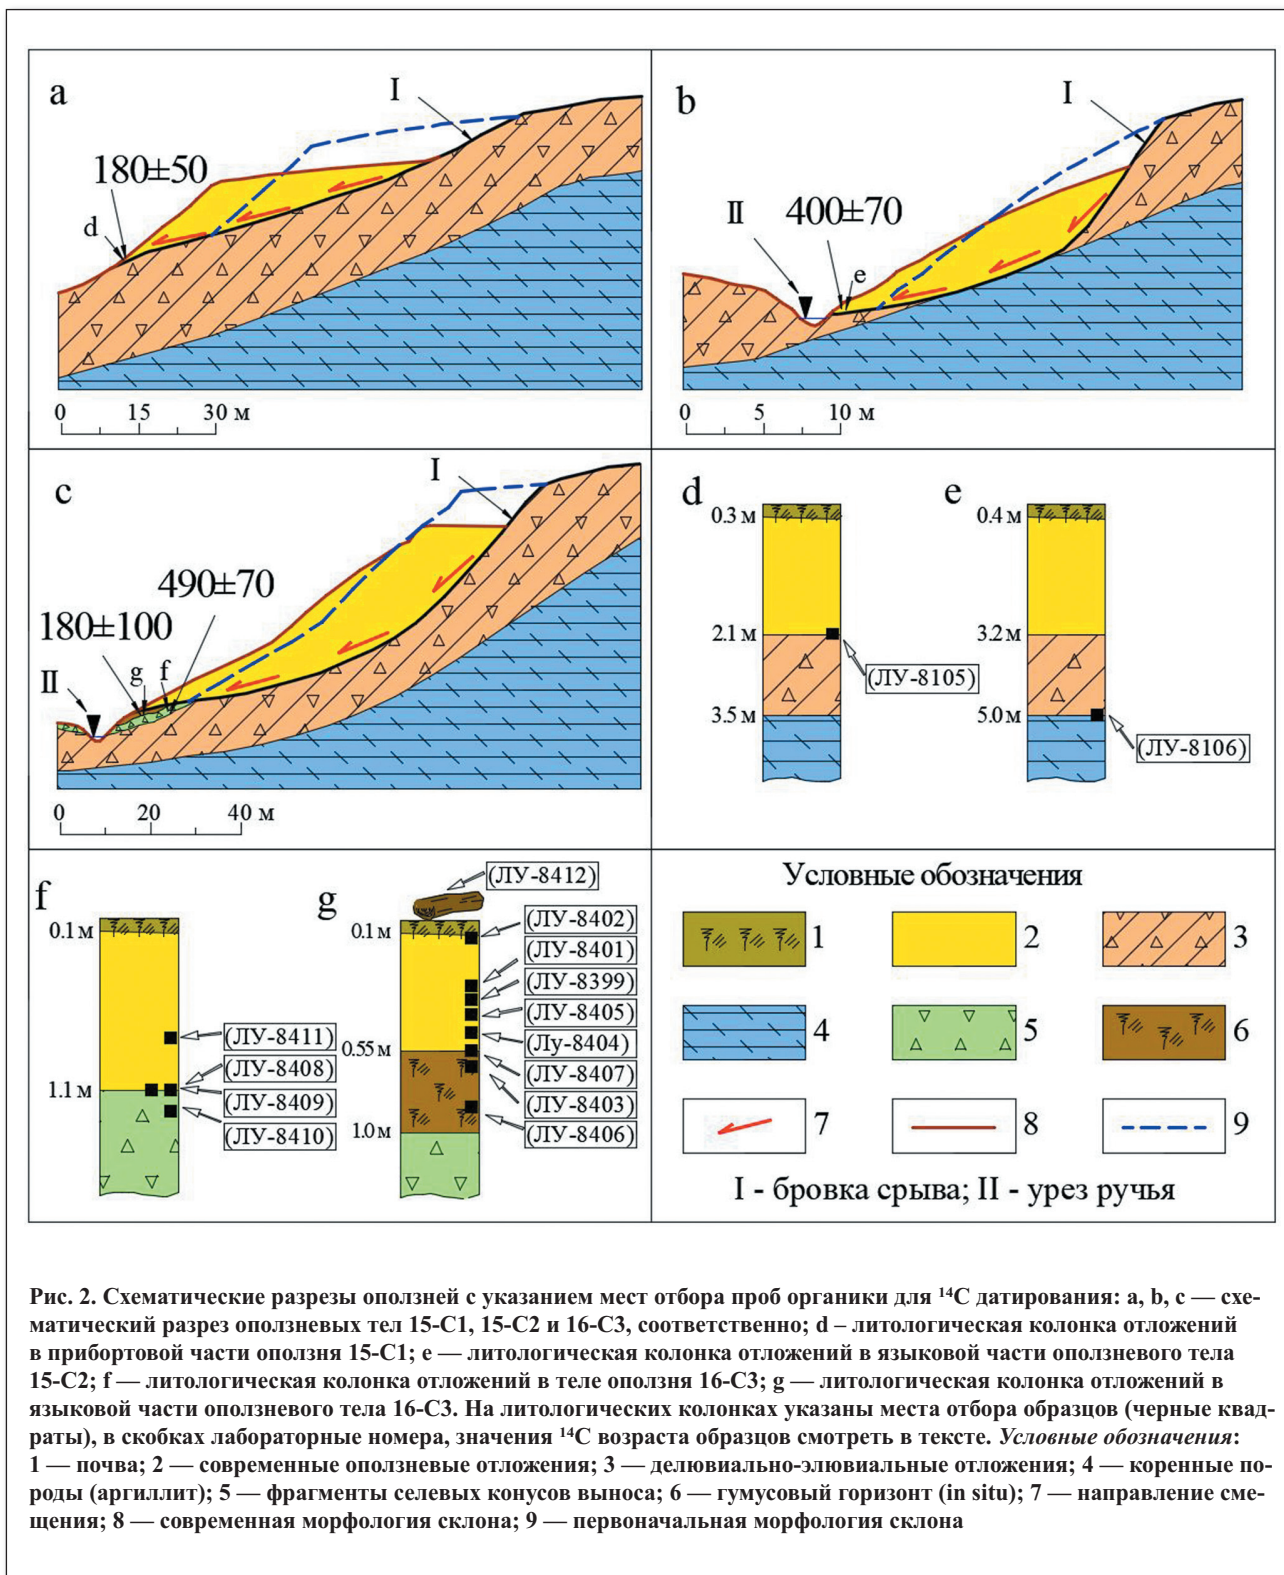 a
I
180±50
d
0 15 30 м
b
I
II
400±70
e
0 5 10 м
c
I
490±70
180±100
g f
II
0 20 40 м
d
0.3 м
2.1 м
(ЛУ-8105)
3.5 м
e
0.4 м
3.2 м
5.0 м
(ЛУ-8106)
f
0.1 м
(ЛУ-8411)
(ЛУ-8408)
1.1 м
(ЛУ-8409)
(ЛУ-8410)
g
(ЛУ-8412)
0.1 м
(ЛУ-8402)
(ЛУ-8401)
(ЛУ-8399)
(ЛУ-8405)
(Лу-8404)
0.55 м
(ЛУ-8407)
(ЛУ-8403)
1.0 м
(ЛУ-8406)
Условные обозначения
1 2 3
4 5 6
7 8 9
I - бровка срыва; II - урез ручья
Рис. 2. Схематические разрезы оползней с указанием мест отбора проб органики для ¹⁴C датирования: a, b, c — схе-
матический разрез оползневых тел 15-С1, 15-С2 и 16-С3, соответственно; d – литологическая колонка отложений
в прибортовой части оползня 15-С1; e — литологическая колонка отложений в языковой части оползневого тела
15-С2; f — литологическая колонка отложений в теле оползня 16-С3; g — литологическая колонка отложений в
языковой части оползневого тела 16-С3. На литологических колонках указаны места отбора образцов (черные квад-
раты), в скобках лабораторные номера, значения ¹⁴C возраста образцов смотреть в тексте. Условные обозначения:
1 — почва; 2 — современные оползневые отложения; 3 — делювиально-элювиальные отложения; 4 — коренные по-
роды (аргиллит); 5 — фрагменты селевых конусов выноса; 6 — гумусовый горизонт (in situ); 7 — направление сме-
щения; 8 — современная морфология склона; 9 — первоначальная морфология склона